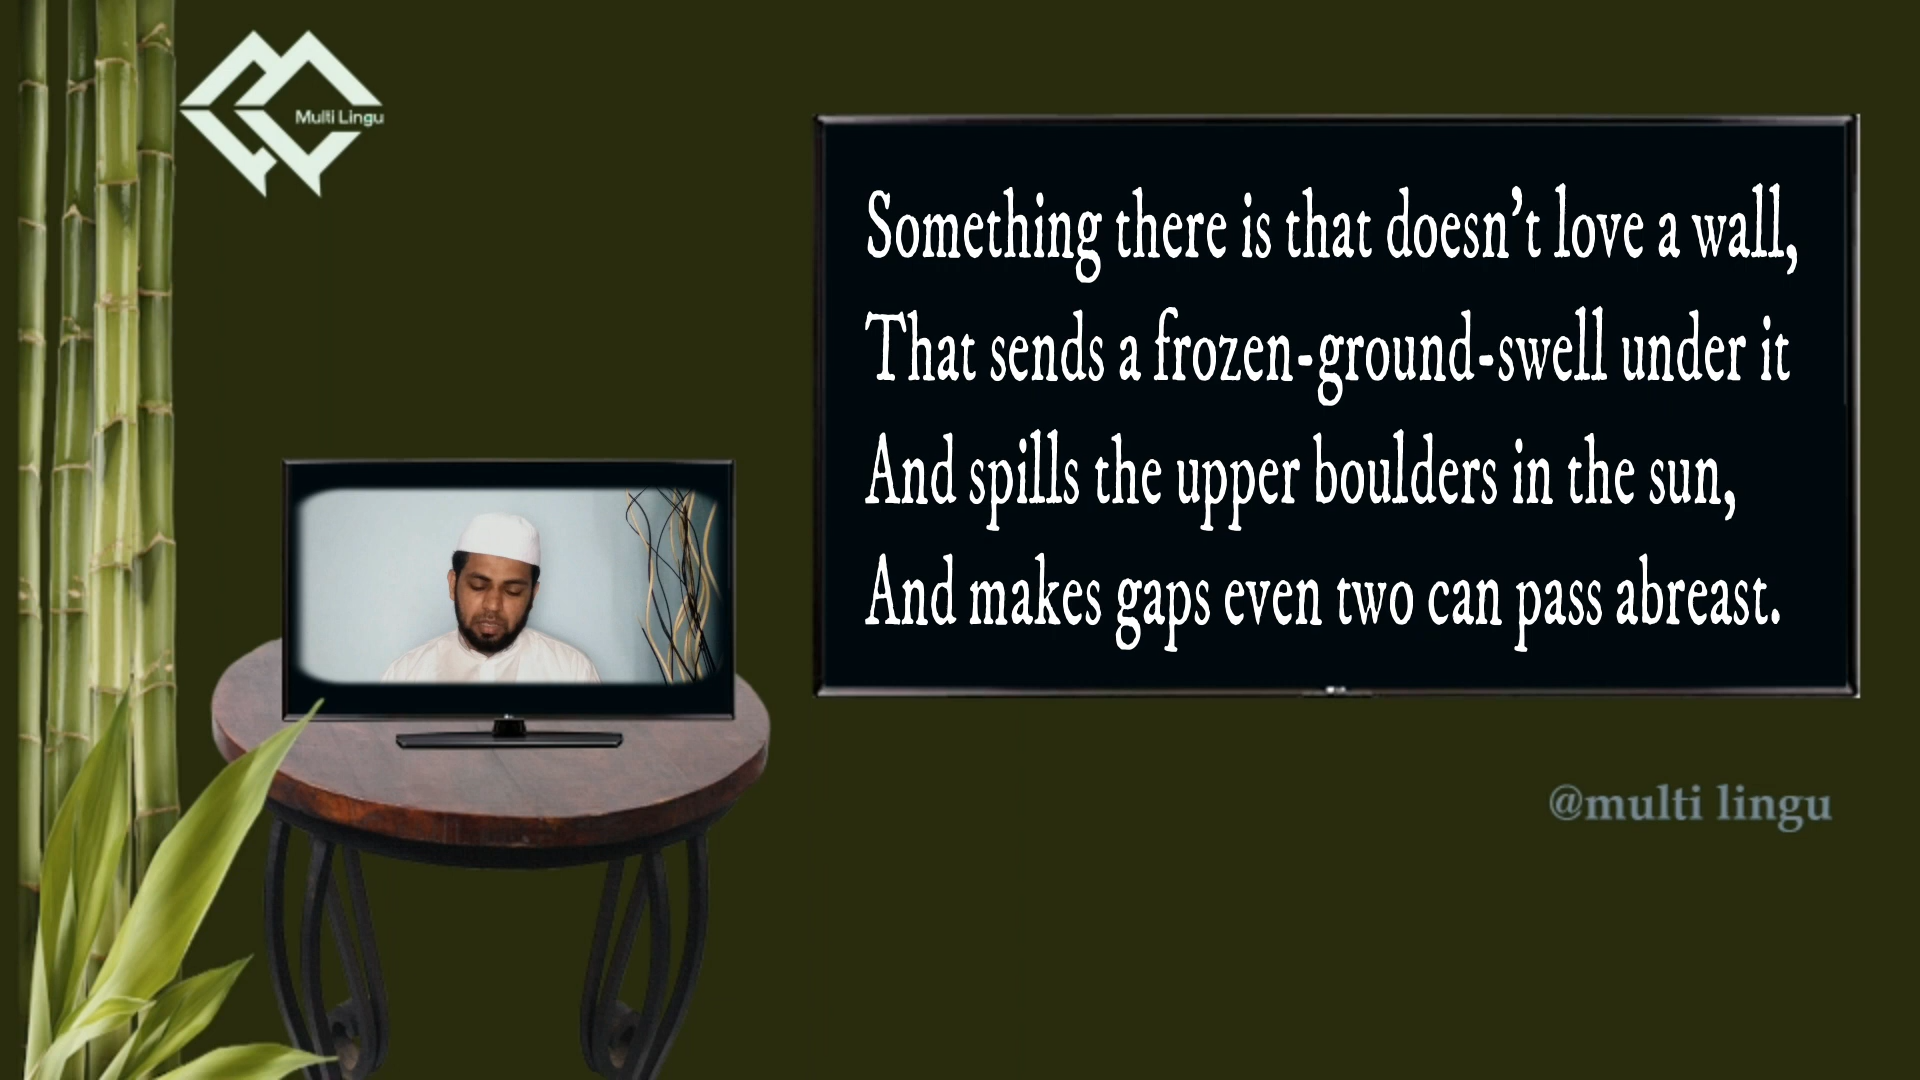 Multi Lingu
Something there is that doesn’t love a wall,
That sends a frozen-ground-swell under it
And spills the upper boulders in the sun,
And makes gaps even two can pass abreast.
@multi lingu